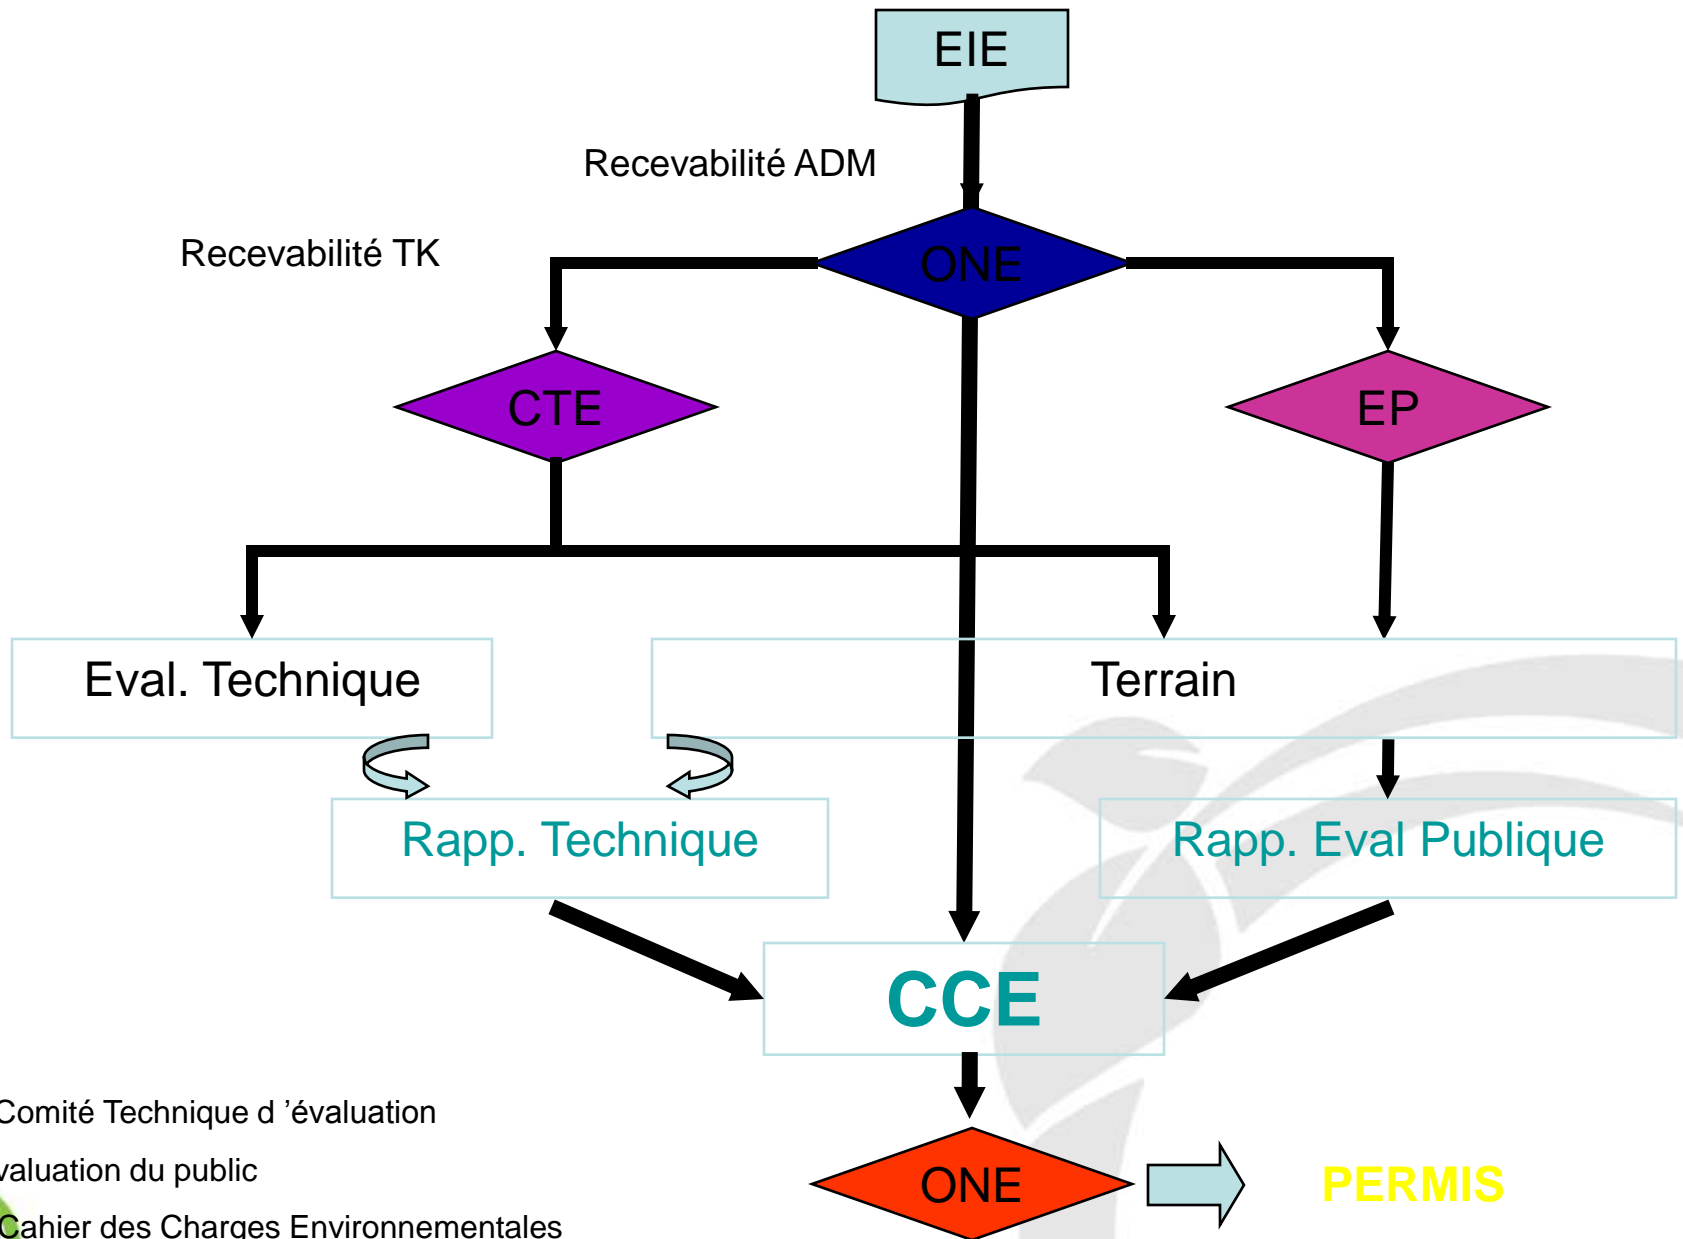 EIE
Recevabilité ADM
Recevabilité TK
ONE
CTE
EP
Eval. Technique
Terrain
Rapp. Technique
Rapp. Eval Publique
CCE
Comité Technique d ’évaluation
valuation du public
Cahier des Charges Environnementales
ONE
PERMIS